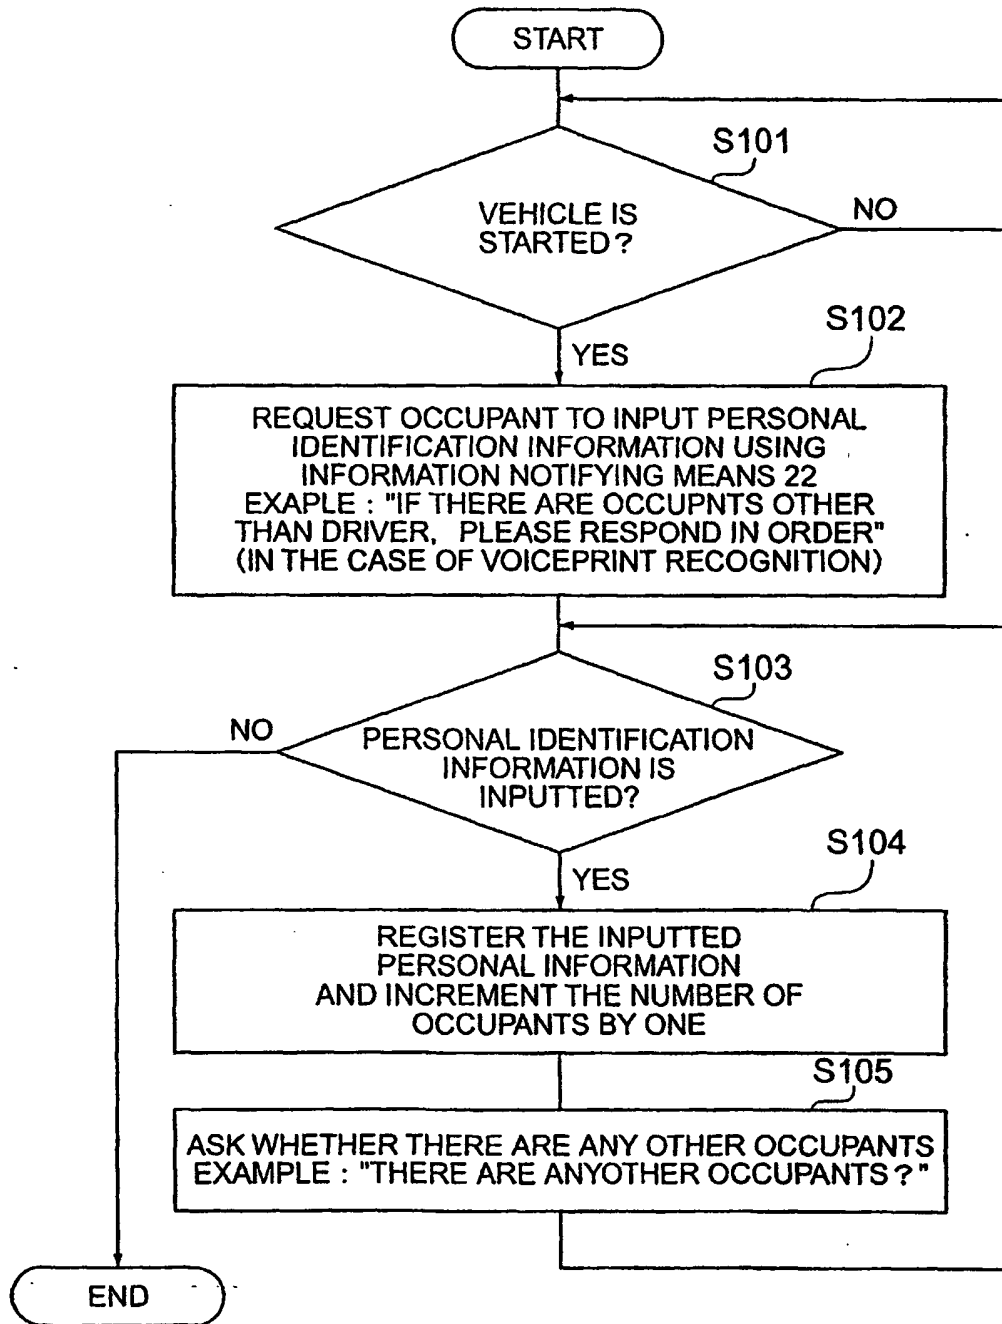 START
S101
VEHICLE IS
STARTED?
NO
S102
YES
REQUEST OCCUPANT TO INPUT PERSONAL
IDENTIFICATION INFORMATION USING
INFORMATION NOTIFYING MEANS 22
EXAPLE : "IF THERE ARE OCCUPNTS OTHER
THAN DRIVER, PLEASE RESPOND IN ORDER"
(IN THE CASE OF VOICEPRINT RECOGNITION)
S103
NO
PERSONAL IDENTIFICATION
INFORMATION IS
INPUTTED?
S104
YES
REGISTER THE INPUTTED
PERSONAL INFORMATION
AND INCREMENT THE NUMBER OF
OCCUPANTS BY ONE
S105
ASK WHETHER THERE ARE ANY OTHER OCCUPANTS
EXAMPLE : "THERE ARE ANYOTHER OCCUPANTS?"
END